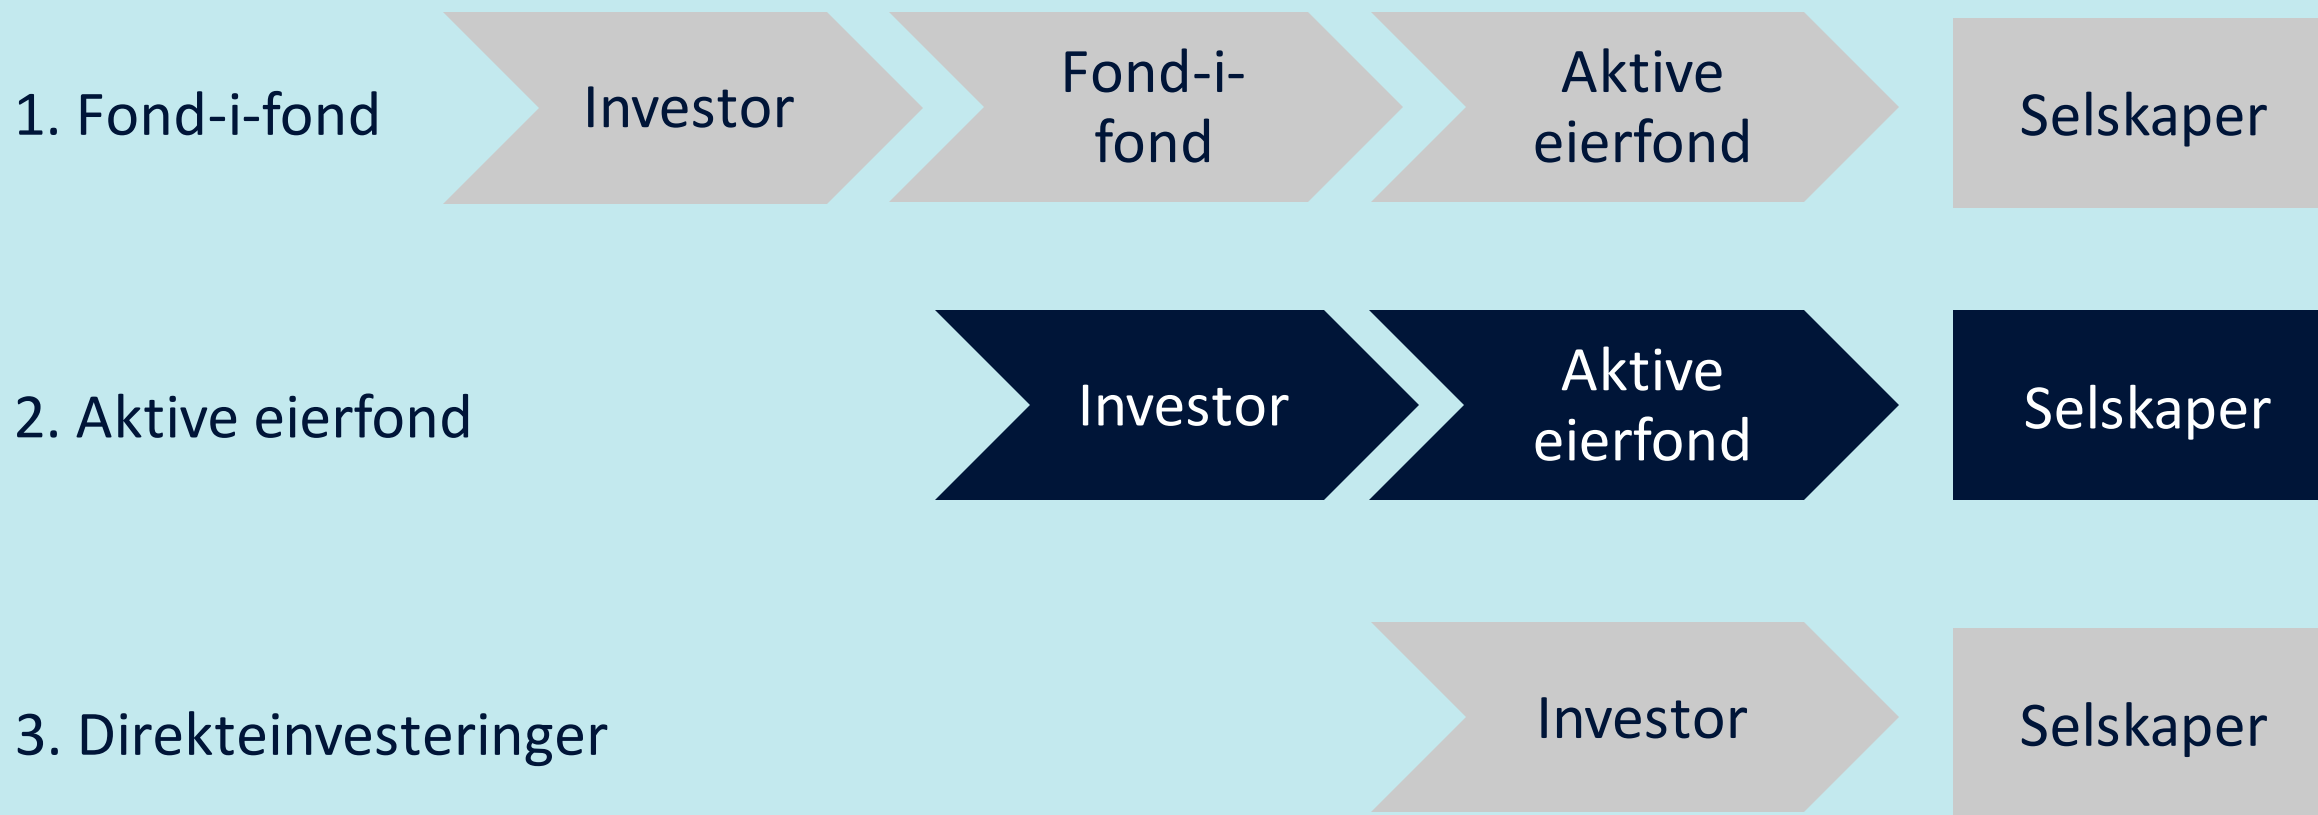 1. Fond-i-fond
Investor
Fond-i-
fond
Aktive
eierfond
Selskaper
2. Aktive eierfond
Investor
Aktive
eierfond
Selskaper
3. Direkteinvesteringer
Investor
Selskaper